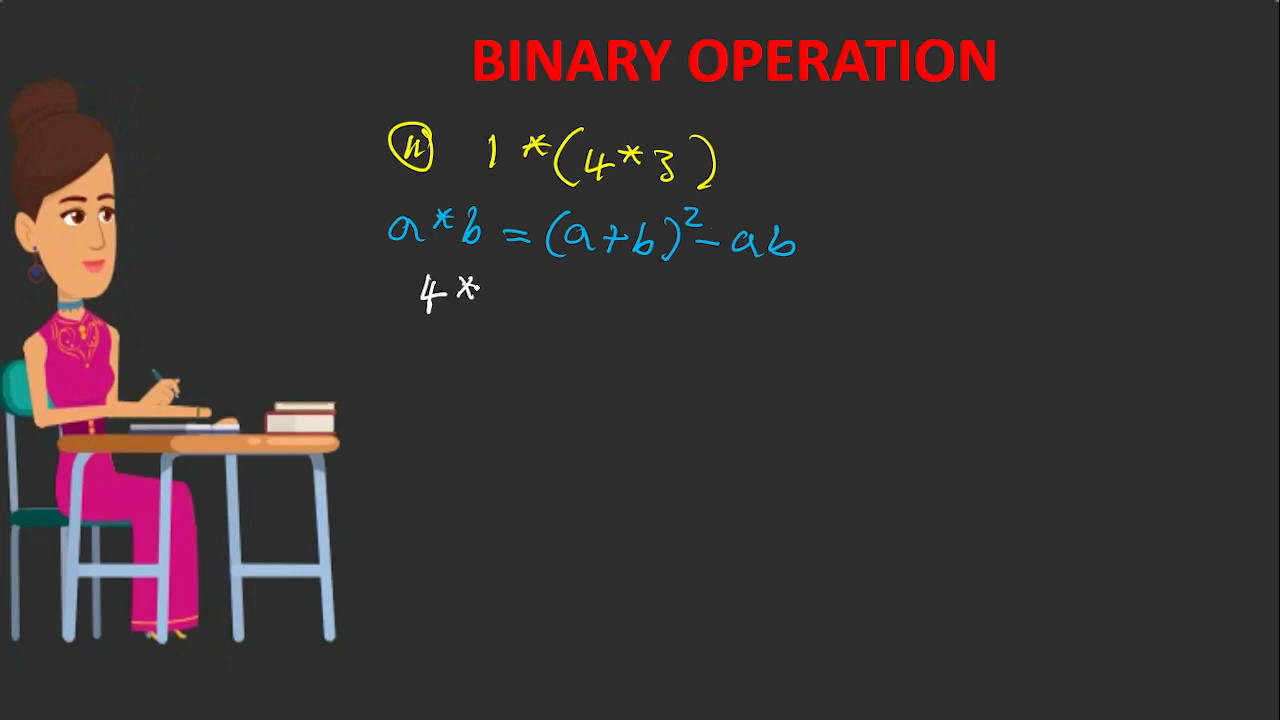 BINARY OPERATION
(ii) 1 * (4 * 3)
a * b = (a+b)² - ab
4 *